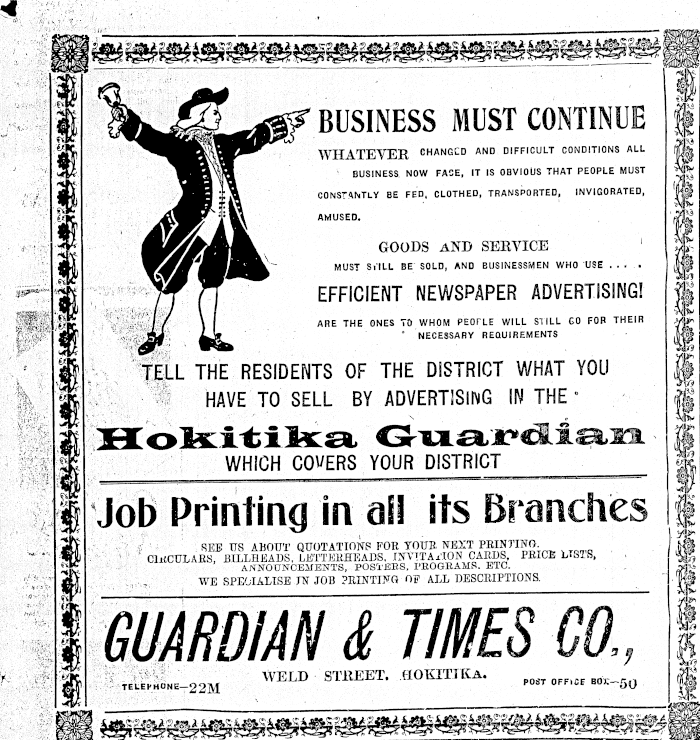 BUSINESS MUST CONTINUE
WHATEVER CHANGED AND DIFFICULT CONDITIONS ALL
BUSINESS NOW FACE, IT IS OBVIOUS THAT PEOPLE MUST
CONSTANTLY BE FED, CLOTHED, TRANSPORTED, INVIGORATED,
AMUSED.
GOODS AND SERVICE
MUST STILL BE SOLD, AND BUSINESSMEN WHO USE . . . .
EFFICIENT NEWSPAPER ADVERTISING!
ARE THE ONES TO WHOM PEOPLE WILL STILL GO FOR THEIR
NECESSARY REQUIREMENTS
TELL THE RESIDENTS OF THE DISTRICT WHAT YOU
HAVE TO SELL BY ADVERTISING IN THE
Hokitika Guardian
WHICH COVERS YOUR DISTRICT
Job Printing in all its Branches
SEE US ABOUT QUOTATIONS FOR YOUR NEXT PRINTING.
CIRCULARS, BILLHEADS, LETTERHEADS, INVITATION CARDS, PRICE LISTS,
ANNOUNCEMENTS, POSTERS, PROGRAMS, ETC.
WE SPECIALISE IN JOB PRINTING OF ALL DESCRIPTIONS.
GUARDIAN & TIMES CO.,
WELD STREET, HOKITIKA.
TELEPHONE—22M
POST OFFICE BOX—50